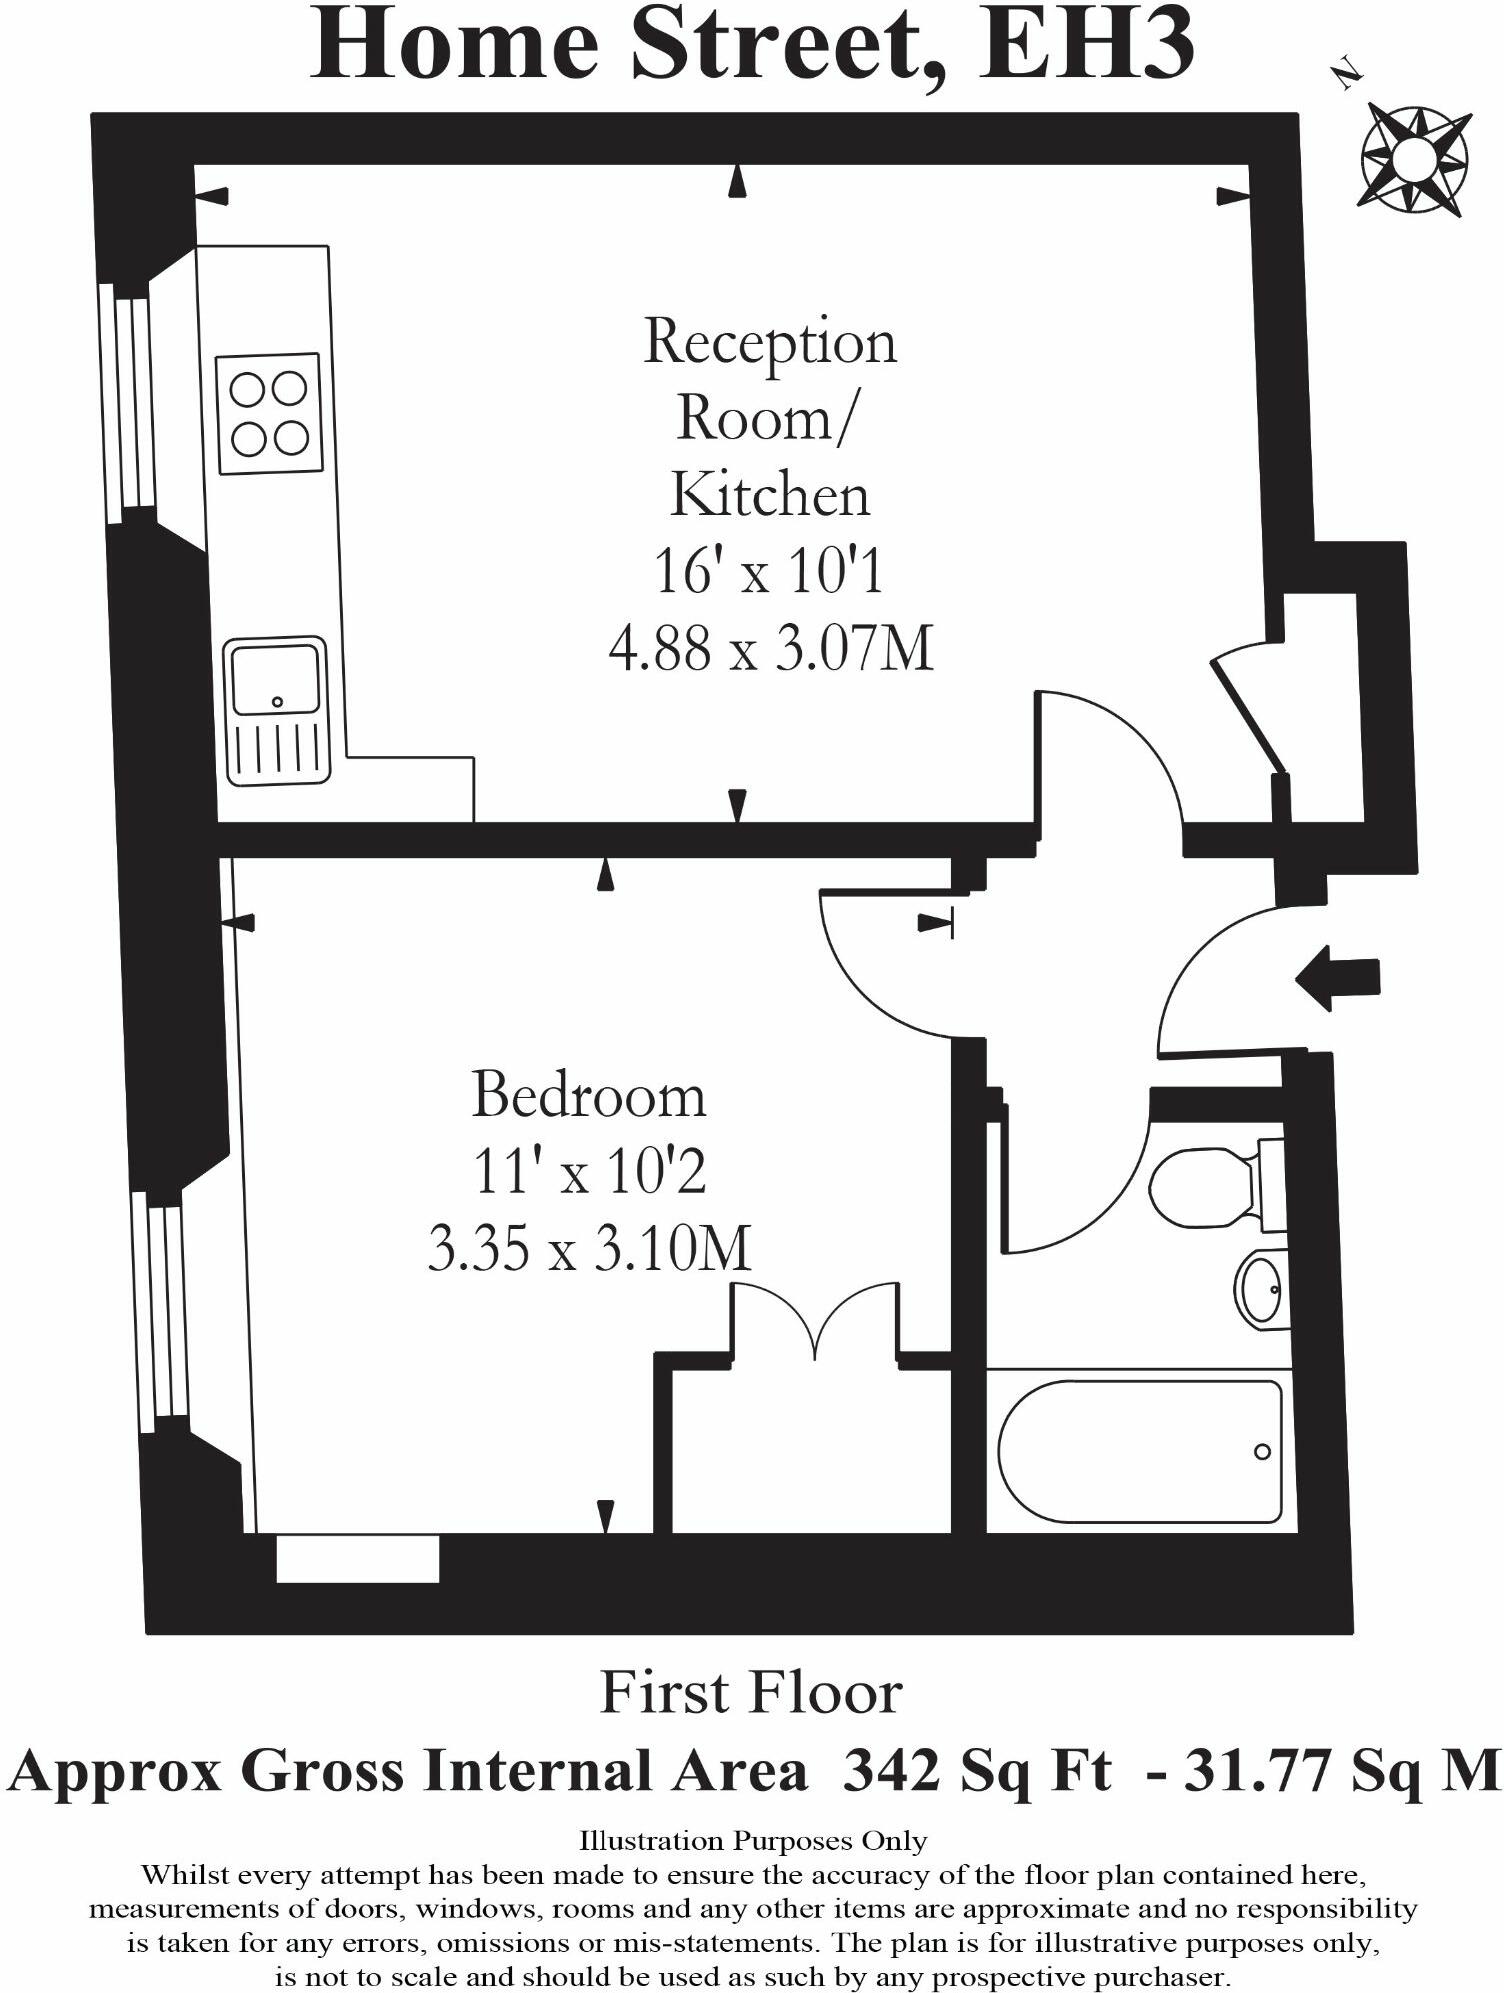 Home Street, EH3
N
Reception
Room/
Kitchen
16' x 10'1
4.88 x 3.07M
Bedroom
11' x 10'2
3.35 x 3.10M
First Floor
Approx Gross Internal Area 342 Sq Ft - 31.77 Sq M
Illustration Purposes Only
Whilst every attempt has been made to ensure the accuracy of the floor plan contained here,
measurements of doors, windows, rooms and any other items are approximate and no responsibility
is taken for any errors, omissions or mis-statements. The plan is for illustrative purposes only,
is not to scale and should be used as such by any prospective purchaser.